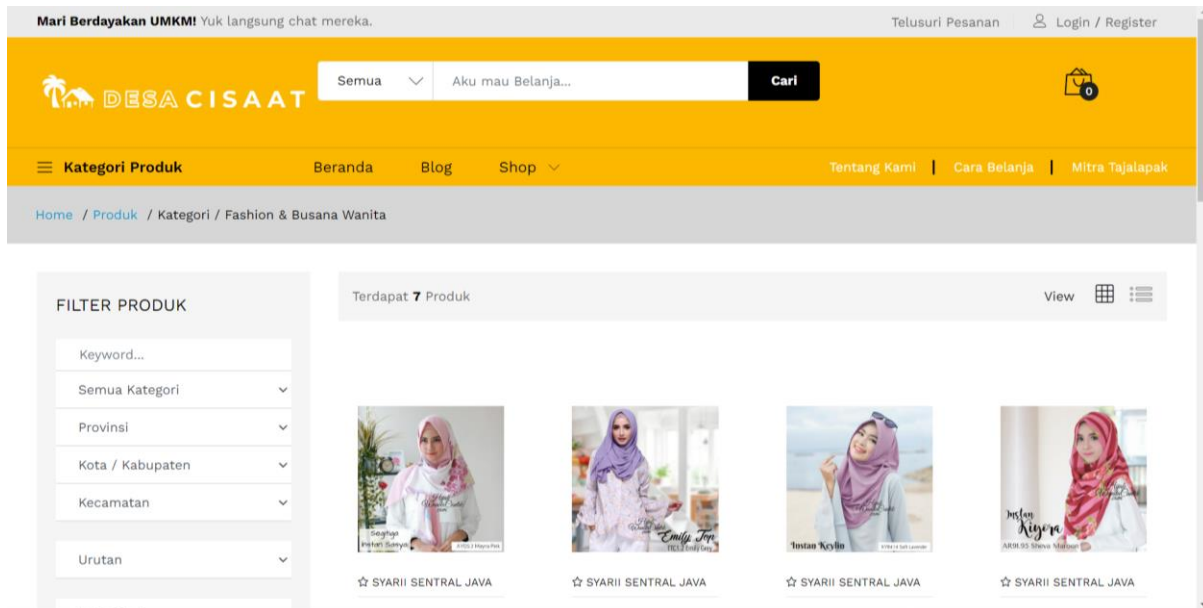 Mari Berdayakan UMKM! Yuk langsung chat mereka.
Telusuri Pesanan
Login / Register
DESA CISAAT
Semua
Aku mau Belanja...
Cari
0
Kategori Produk
Beranda
Blog
Shop
Tentang Kami
Cara Belanja
Mitra Tajalapak
Home / Produk / Kategori / Fashion & Busana Wanita
FILTER PRODUK
Terdapat 7 Produk
View
Keyword...
Semua Kategori
Provinsi
Kota / Kabupaten
Kecamatan
Urutan
Segitiga
Instan
Emily Top
Instan Keylin
Instan
Kiyora
SYARII SENTRAL JAVA
SYARII SENTRAL JAVA
SYARII SENTRAL JAVA
SYARII SENTRAL JAVA